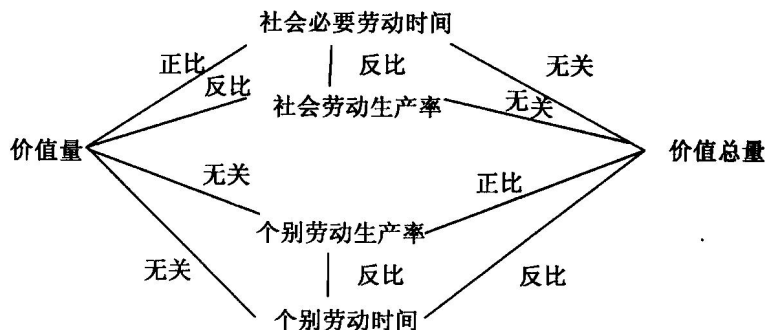 社会必要劳动时间
正比
反比
无关
反比
社会劳动生产率
无关
价值量
价值总量
无关
正比
个别劳动生产率
无关
反比
反比
个别劳动时间